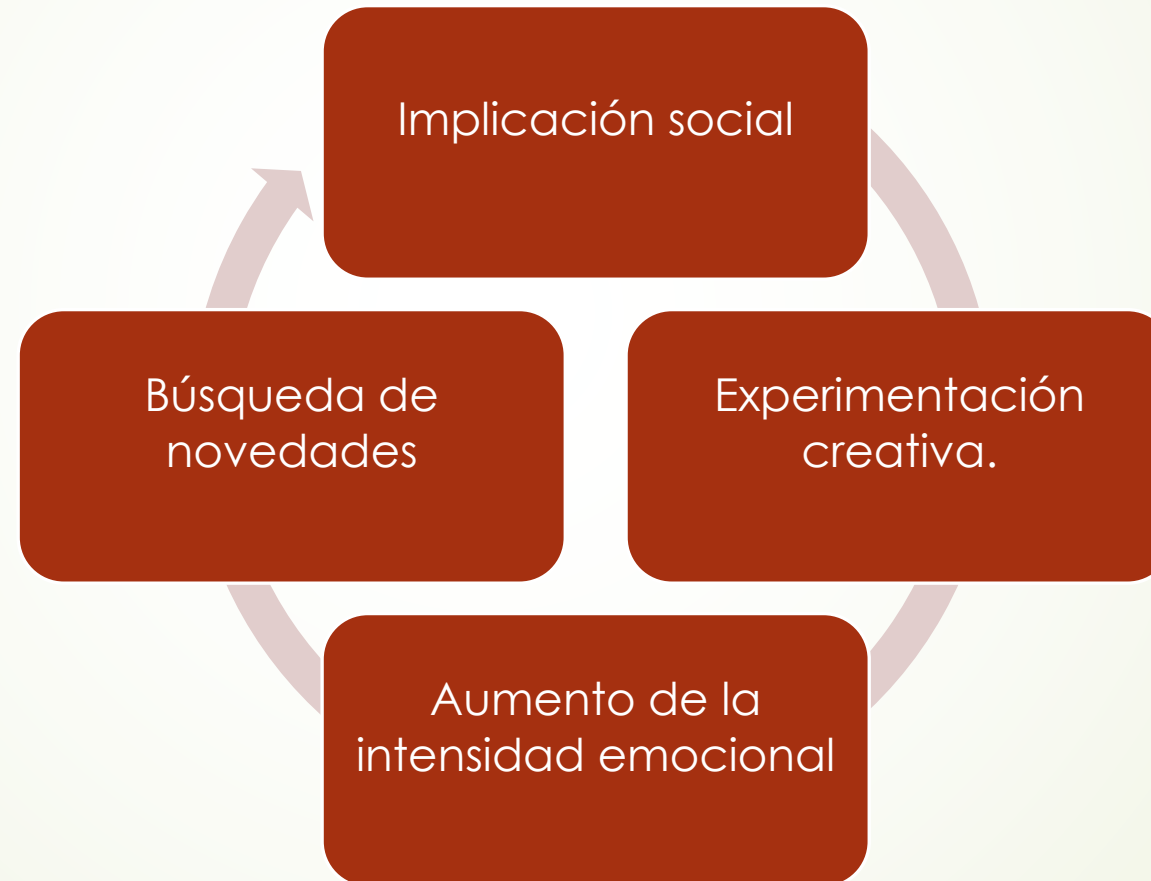 Implicación social
Búsqueda de
novedades
Experimentación
creativa.
Aumento de la
intensidad emocional